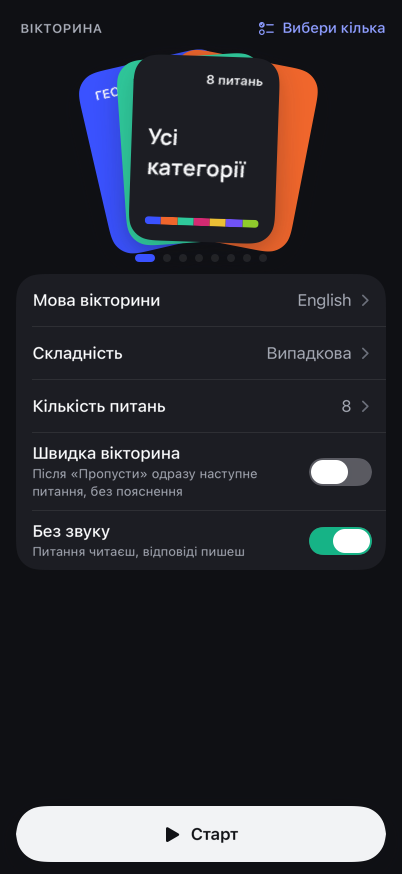 ВІКТОРИНА
Вибери кілька
8 питань
Усі
категорії
Мова вікторини
English
Складність
Випадкова
Кількість питань
8
Швидка вікторина
Після «Пропусти» одразу наступне
питання, без пояснення
Без звуку
Питання читаєш, відповіді пишеш
Старт